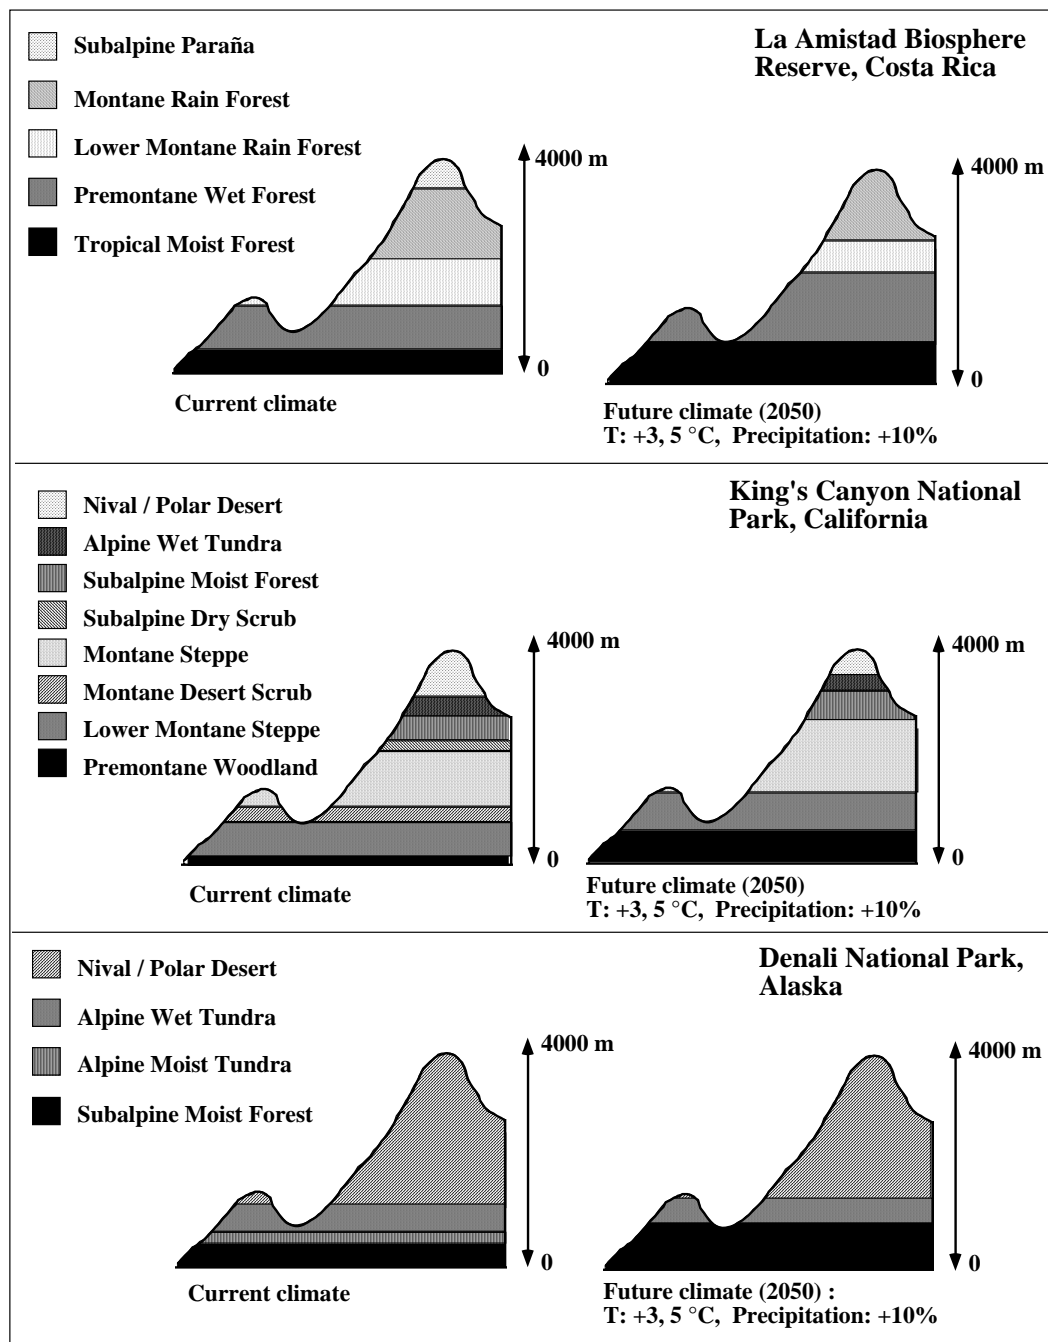 La Amistad Biosphere
Reserve, Costa Rica
Subalpine Paraña
Montane Rain Forest
Lower Montane Rain Forest
Premontane Wet Forest
Tropical Moist Forest
4000 m
0
Current climate
4000 m
0
Future climate (2050)
T: +3, 5 °C, Precipitation: +10%
King's Canyon National
Park, California
Nival / Polar Desert
Alpine Wet Tundra
Subalpine Moist Forest
Subalpine Dry Scrub
Montane Steppe
Montane Desert Scrub
Lower Montane Steppe
Premontane Woodland
4000 m
0
Current climate
4000 m
0
Future climate (2050)
T: +3, 5 °C, Precipitation: +10%
Denali National Park,
Alaska
Nival / Polar Desert
Alpine Wet Tundra
Alpine Moist Tundra
Subalpine Moist Forest
4000 m
0
Current climate
4000 m
0
Future climate (2050) :
T: +3, 5 °C, Precipitation: +10%